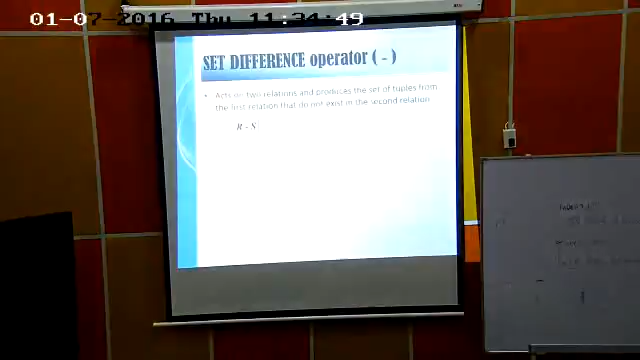 01-07-2016 Thu 11:34:49
SET DIFFERENCE operator ( - )
• Acts on two relations and produces the set of tuples from
the first relation that do not exist in the second relation
R - S